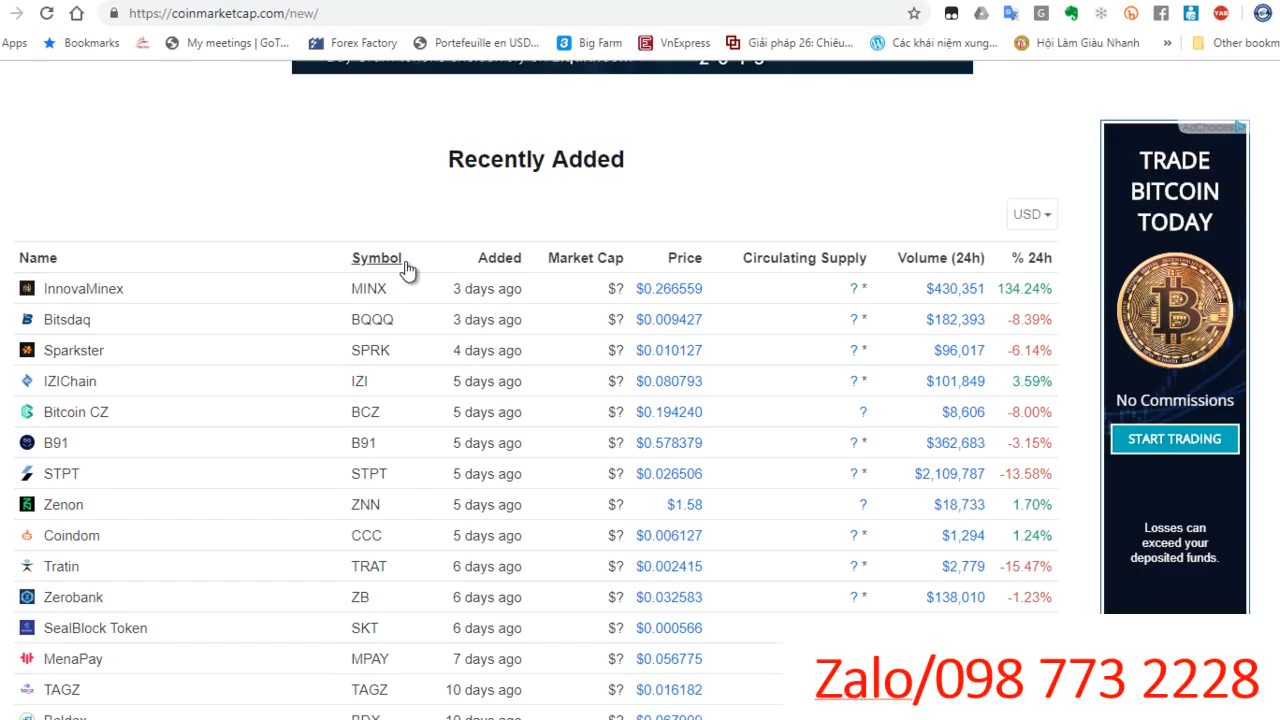 https://coinmarketcap.com/new/
Apps Bookmarks My meetings | GoT... Forex Factory Portefeuille en USD... Big Farm VnExpress Giải pháp 26: Chiêu... Các khái niệm xung... Hội Làm Giàu Nhanh » Other bookm
Recently Added
USD
Name Symbol Added Market Cap Price Circulating Supply Volume (24h) % 24h
InnovaMinex MINX 3 days ago $? $0.266559 ? * $430,351 134.24%
Bitsdaq BQQQ 3 days ago $? $0.009427 ? * $182,393 -8.39%
Sparkster SPRK 4 days ago $? $0.010127 ? * $96,017 -6.14%
IZIChain IZI 5 days ago $? $0.080793 ? * $101,849 3.59%
Bitcoin CZ BCZ 5 days ago $? $0.194240 ? $8,606 -8.00%
B91 B91 5 days ago $? $0.578379 ? * $362,683 -3.15%
STPT STPT 5 days ago $? $0.026506 ? * $2,109,787 -13.58%
Zenon ZNN 5 days ago $? $1.58 ? $18,733 1.70%
Coindom CCC 5 days ago $? $0.006127 ? * $1,294 1.24%
Tratin TRAT 6 days ago $? $0.002415 ? * $2,779 -15.47%
Zerobank ZB 6 days ago $? $0.032583 ? * $138,010 -1.23%
SealBlock Token SKT 6 days ago $? $0.000566
MenaPay MPAY 7 days ago $? $0.056775
TAGZ TAGZ 10 days ago $? $0.016182
Beldex BDX 10 days ago $? $0.067909
AdChoices
TRADE
BITCOIN
TODAY
No Commissions
START TRADING
Losses can
exceed your
deposited funds.
Zalo/098 773 2228